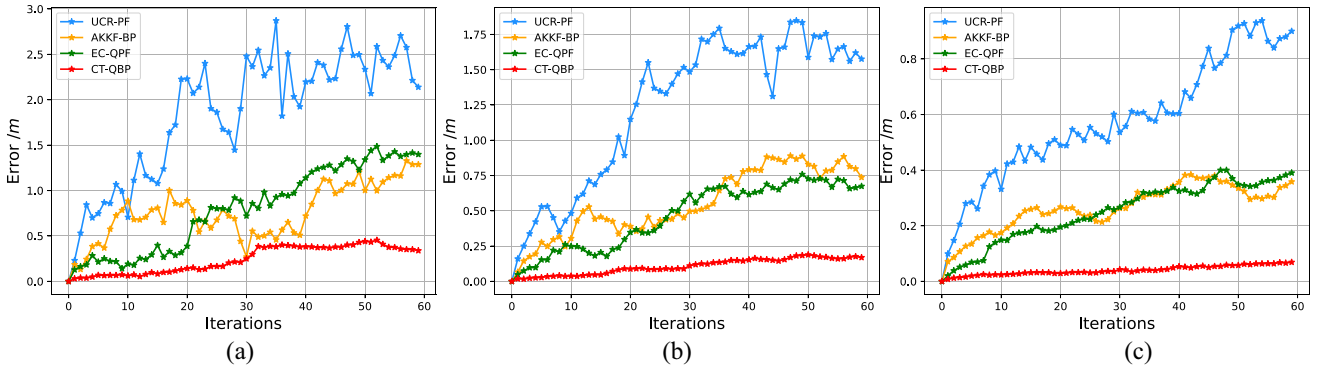 3.0
2.5
2.0
1.5
1.0
0.5
0.0
Error /m
UCR-PF
AKKF-BP
EC-QPF
CT-QBP
0 10 20 30 40 50 60
Iterations
(a)
1.75
1.50
1.25
1.00
0.75
0.50
0.25
0.00
Error /m
UCR-PF
AKKF-BP
EC-QPF
CT-QBP
0 10 20 30 40 50 60
Iterations
(b)
0.8
0.6
0.4
0.2
0.0
Error /m
UCR-PF
AKKF-BP
EC-QPF
CT-QBP
0 10 20 30 40 50 60
Iterations
(c)